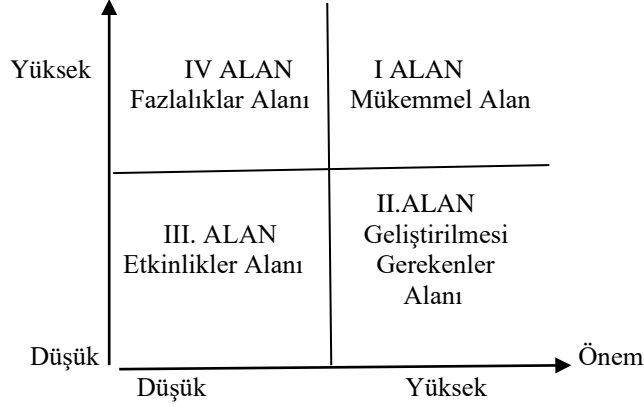 Yüksek
IV ALAN
Fazlalıklar Alanı
I ALAN
Mükemmel Alan
III. ALAN
Etkinlikler Alanı
II.ALAN
Geliştirilmesi
Gerekenler
Alanı
Düşük
Önem
Düşük
Yüksek